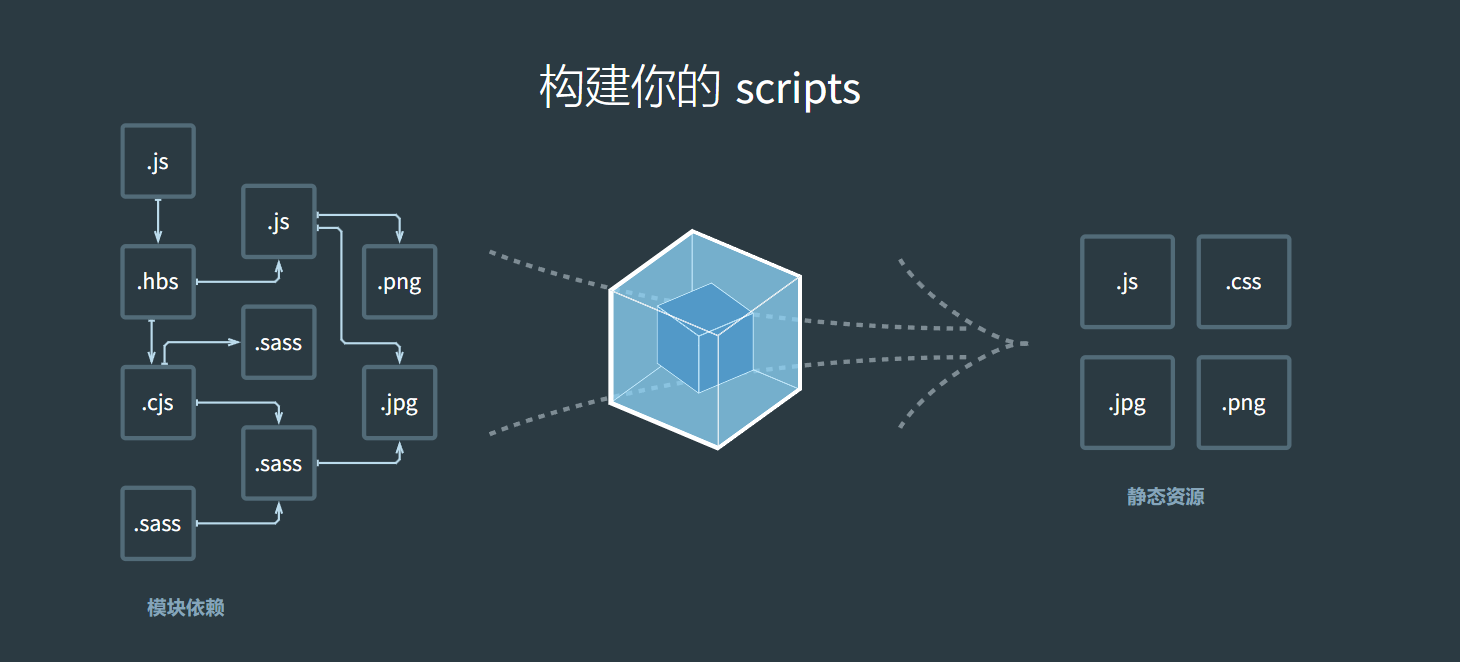 构建你的 scripts
.js
.js
.hbs
.png
.sass
.cjs
.jpg
.sass
.sass
模块依赖
.js
.css
.jpg
.png
静态资源